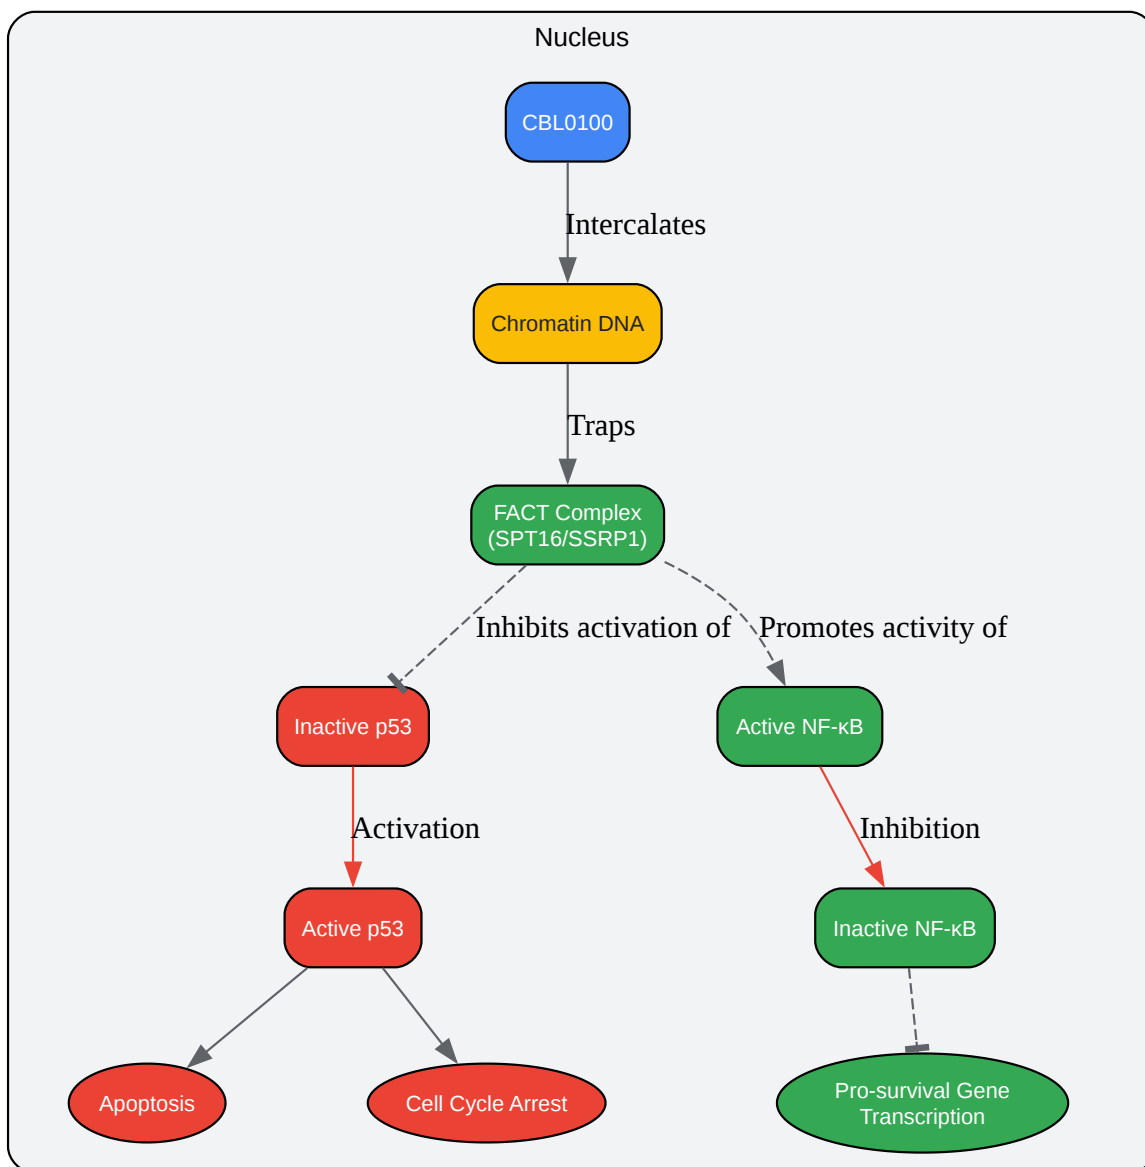 Nucleus
CBL0100
Intercalates
Chromatin DNA
Traps
FACT Complex
(SPT16/SSRP1)
Inhibits activation of
Promotes activity of
Inactive p53
Active NF-κB
Activation
Inhibition
Active p53
Inactive NF-κB
Apoptosis
Cell Cycle Arrest
Pro-survival Gene
Transcription